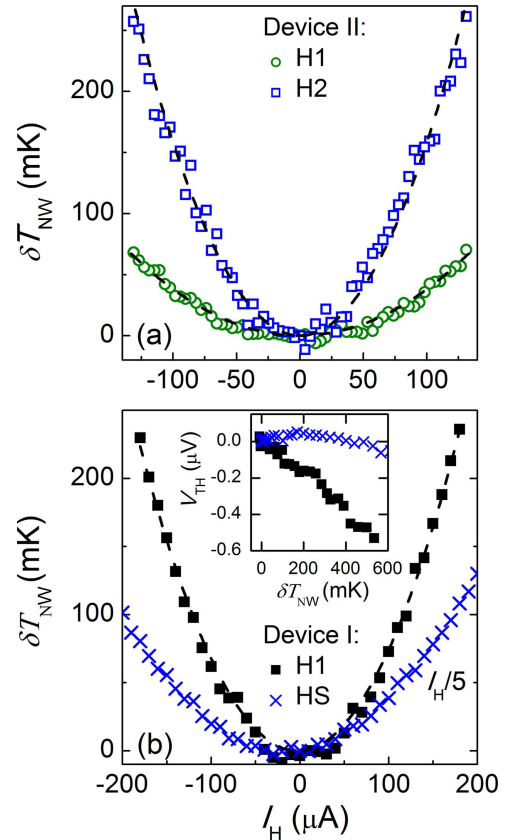 Device II:
H1
H2
200
100
0
δT_NW (mK)
(a)
-100 -50 0 50 100
0.0
-0.2
-0.4
-0.6
V_TH (μV)
0 200 400 600
δT_NW (mK)
Device I:
H1
HS
I_H/5
200
100
0
δT_NW (mK)
(b)
-200 -100 0 100 200
I_H (μA)